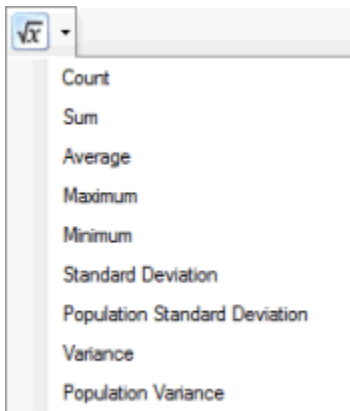 √x
Count
Sum
Average
Maximum
Minimum
Standard Deviation
Population Standard Deviation
Variance
Population Variance